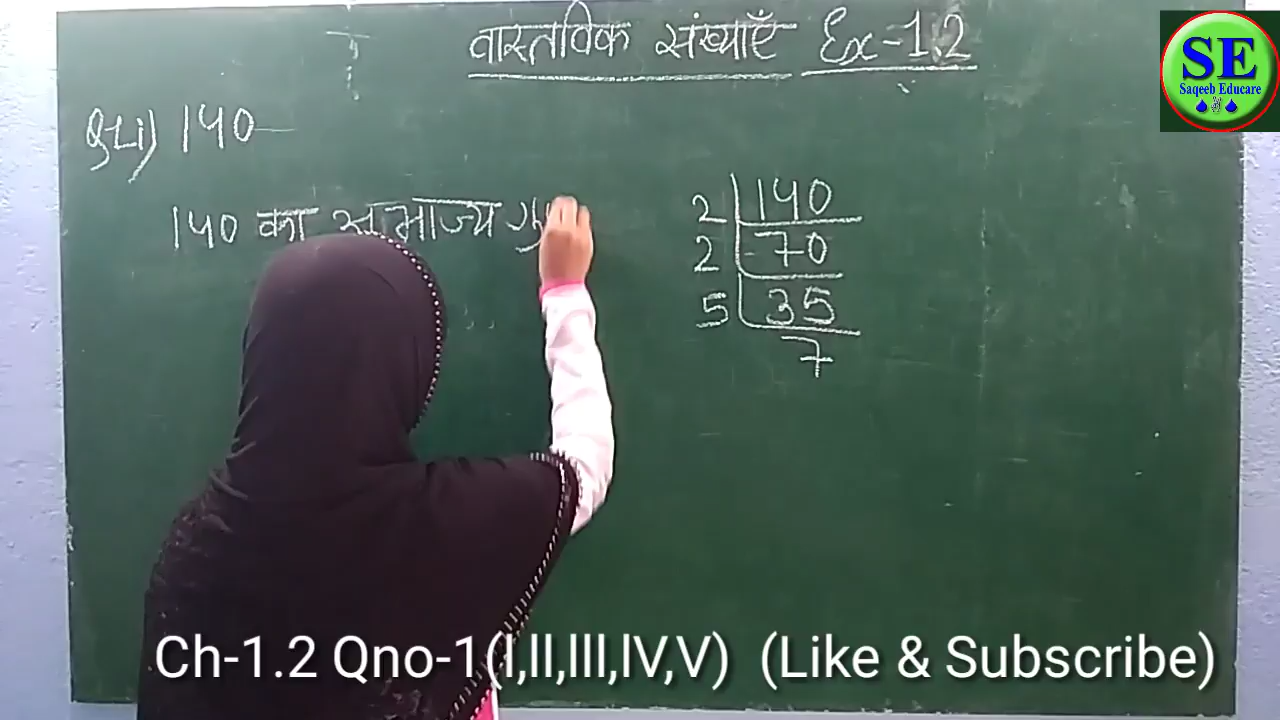 वास्तविक संख्याएँ Ex-1.2
SE
Saqeeb Educare
Q1.i) 140
140 का अभाज्य
2 | 140
2 | 70
5 | 35
7
Ch-1.2 Qno-1(I,II,III,IV,V) (Like & Subscribe)